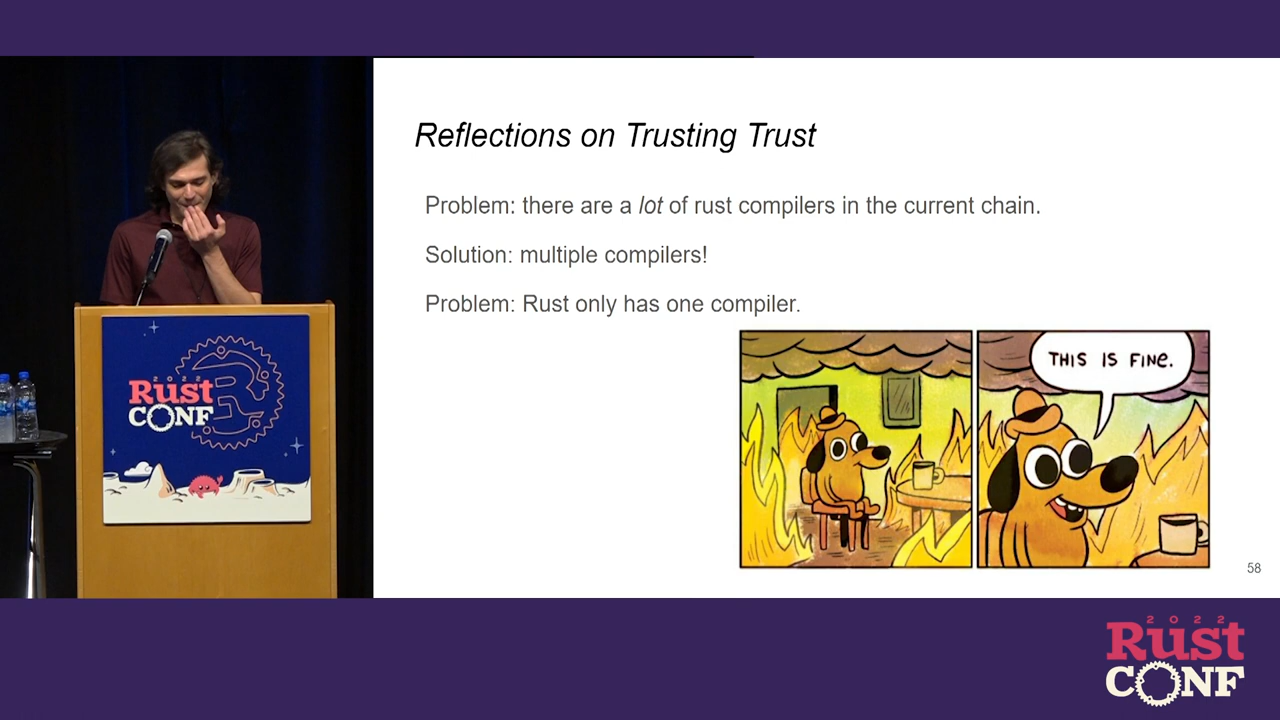 Reflections on Trusting Trust
Problem: there are a lot of rust compilers in the current chain.
Solution: multiple compilers!
Problem: Rust only has one compiler.
THIS IS FINE.
58
2022
Rust
CONF
2022
Rust
CONF